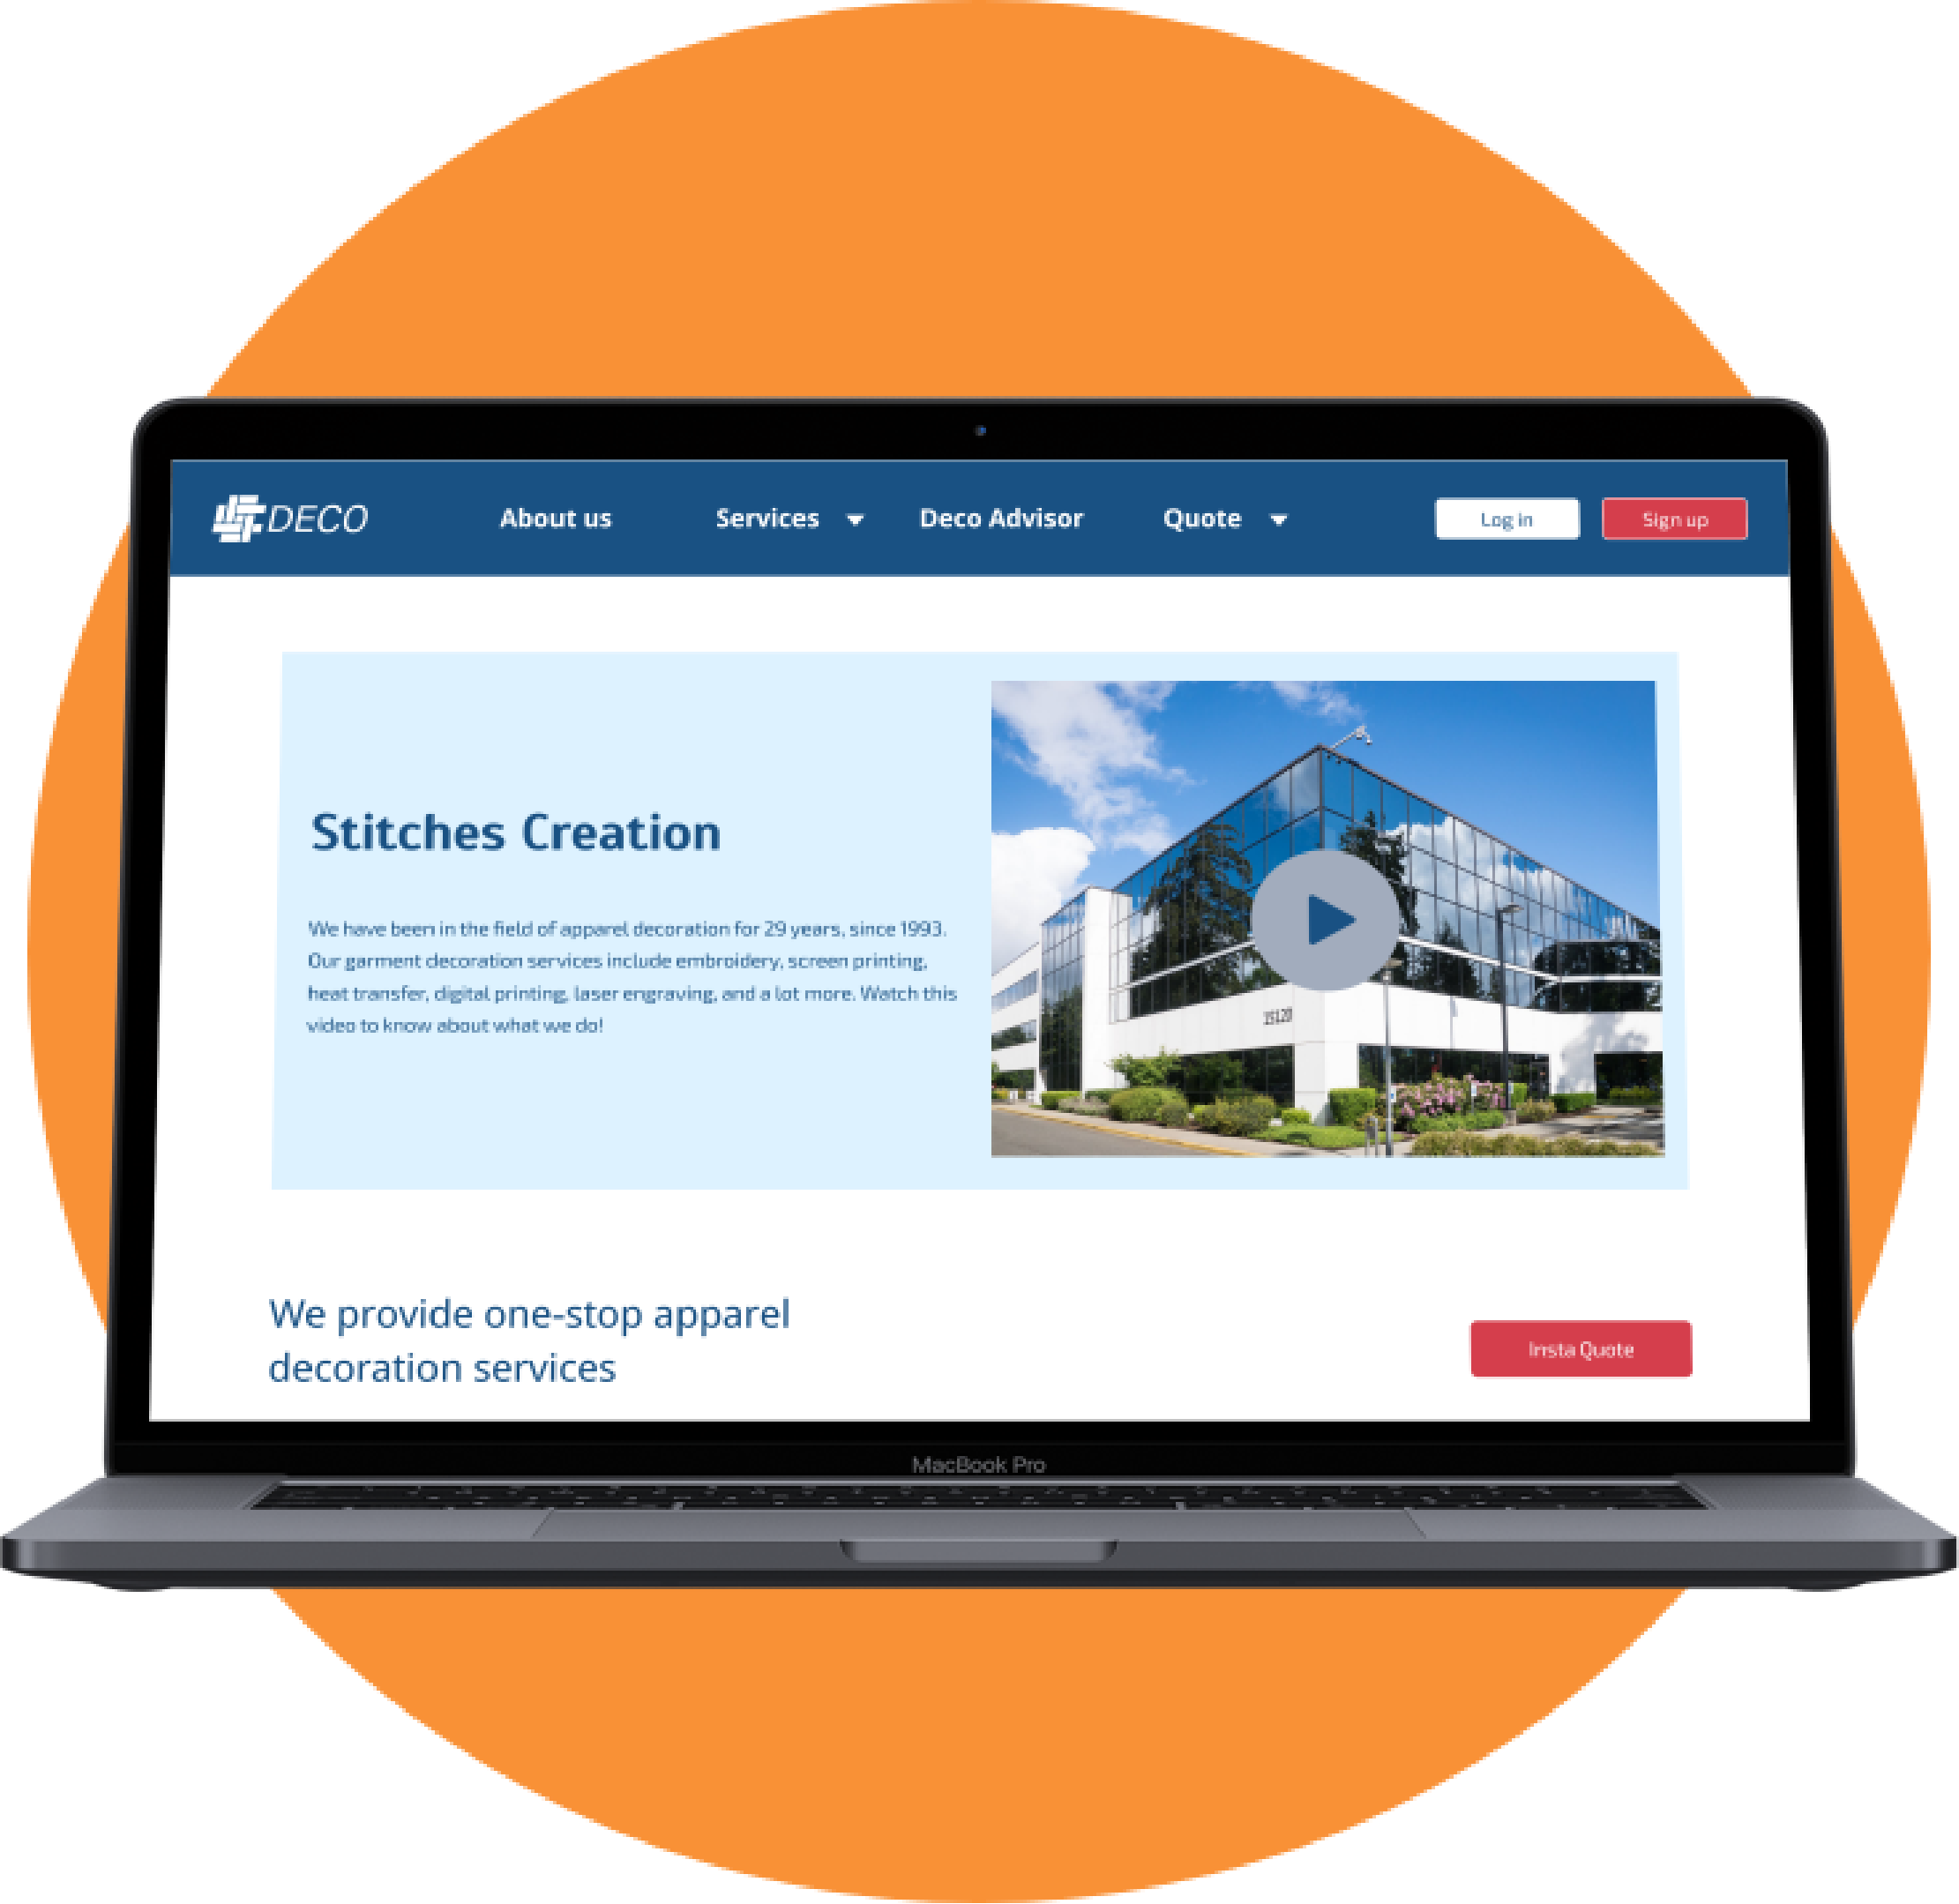 DECO
About us
Services
Deco Advisor
Quote
Log in
Sign up
Stitches Creation
We have been in the field of apparel decoration for 29 years, since 1993.
Our garment decoration services include embroidery, screen printing,
heat transfer, digital printing, laser engraving, and a lot more. Watch this
video to know about what we do!
15120
We provide one-stop apparel
decoration services
Insta Quote
MacBook Pro